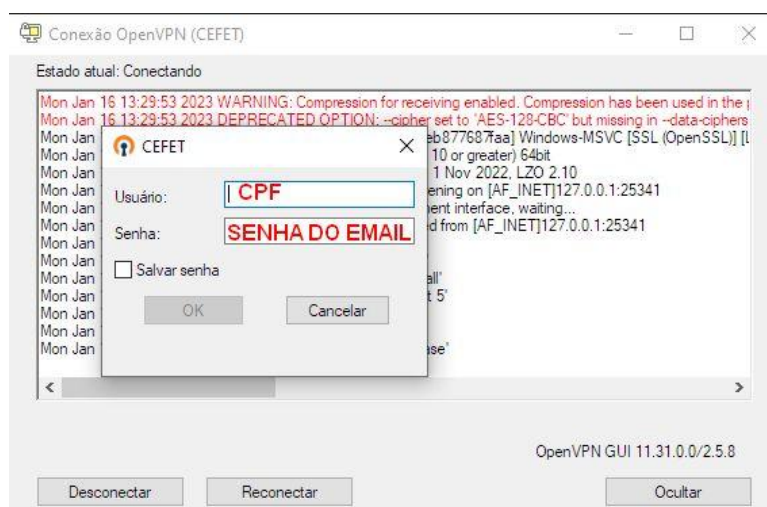 Conexão OpenVPN (CEFET)
Estado atual: Conectando
Mon Jan 16 13:29:53 2023 WARNING: Compression for receiving enabled. Compression has been used in the
Mon Jan 16 13:29:53 2023 DEPRECATED OPTION: --cipher set to 'AES-128-CBC' but missing in --data-ciphers
Mon Jan eb877687faa] Windows-MSVC [SSL (OpenSSL)]
Mon Jan 10 or greater) 64bit
Mon Jan 1 Nov 2022, LZO 2.10
Mon Jan ening on [AF_INET]127.0.0.1:25341
Mon Jan ent interface, waiting...
Mon Jan ed from [AF_INET]127.0.0.1:25341
Mon Jan
Mon Jan
Mon Jan all'
Mon Jan t 5'
Mon Jan
Mon Jan
Mon Jan ase'
CEFET
Usuário: CPF
Senha: SENHA DO EMAIL
Salvar senha
OK Cancelar
OpenVPN GUI 11.31.0.0/2.5.8
Desconectar Reconectar Ocultar